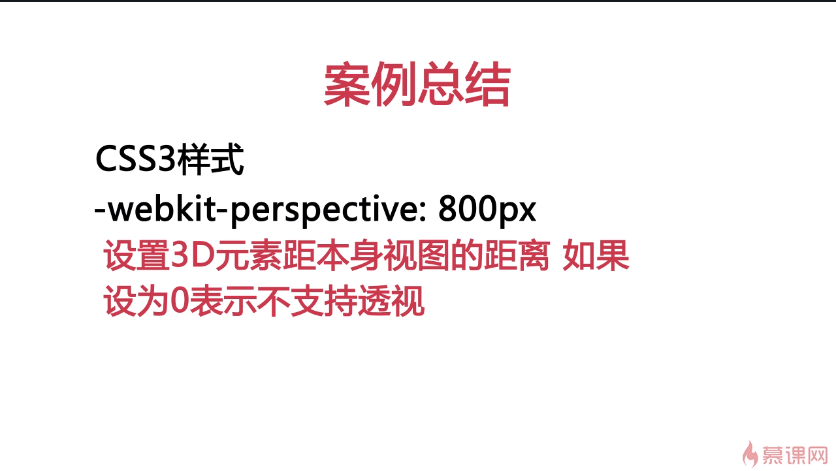 案例总结
CSS3样式
-webkit-perspective: 800px
设置3D元素距本身视图的距离 如果
设为0表示不支持透视
慕课网